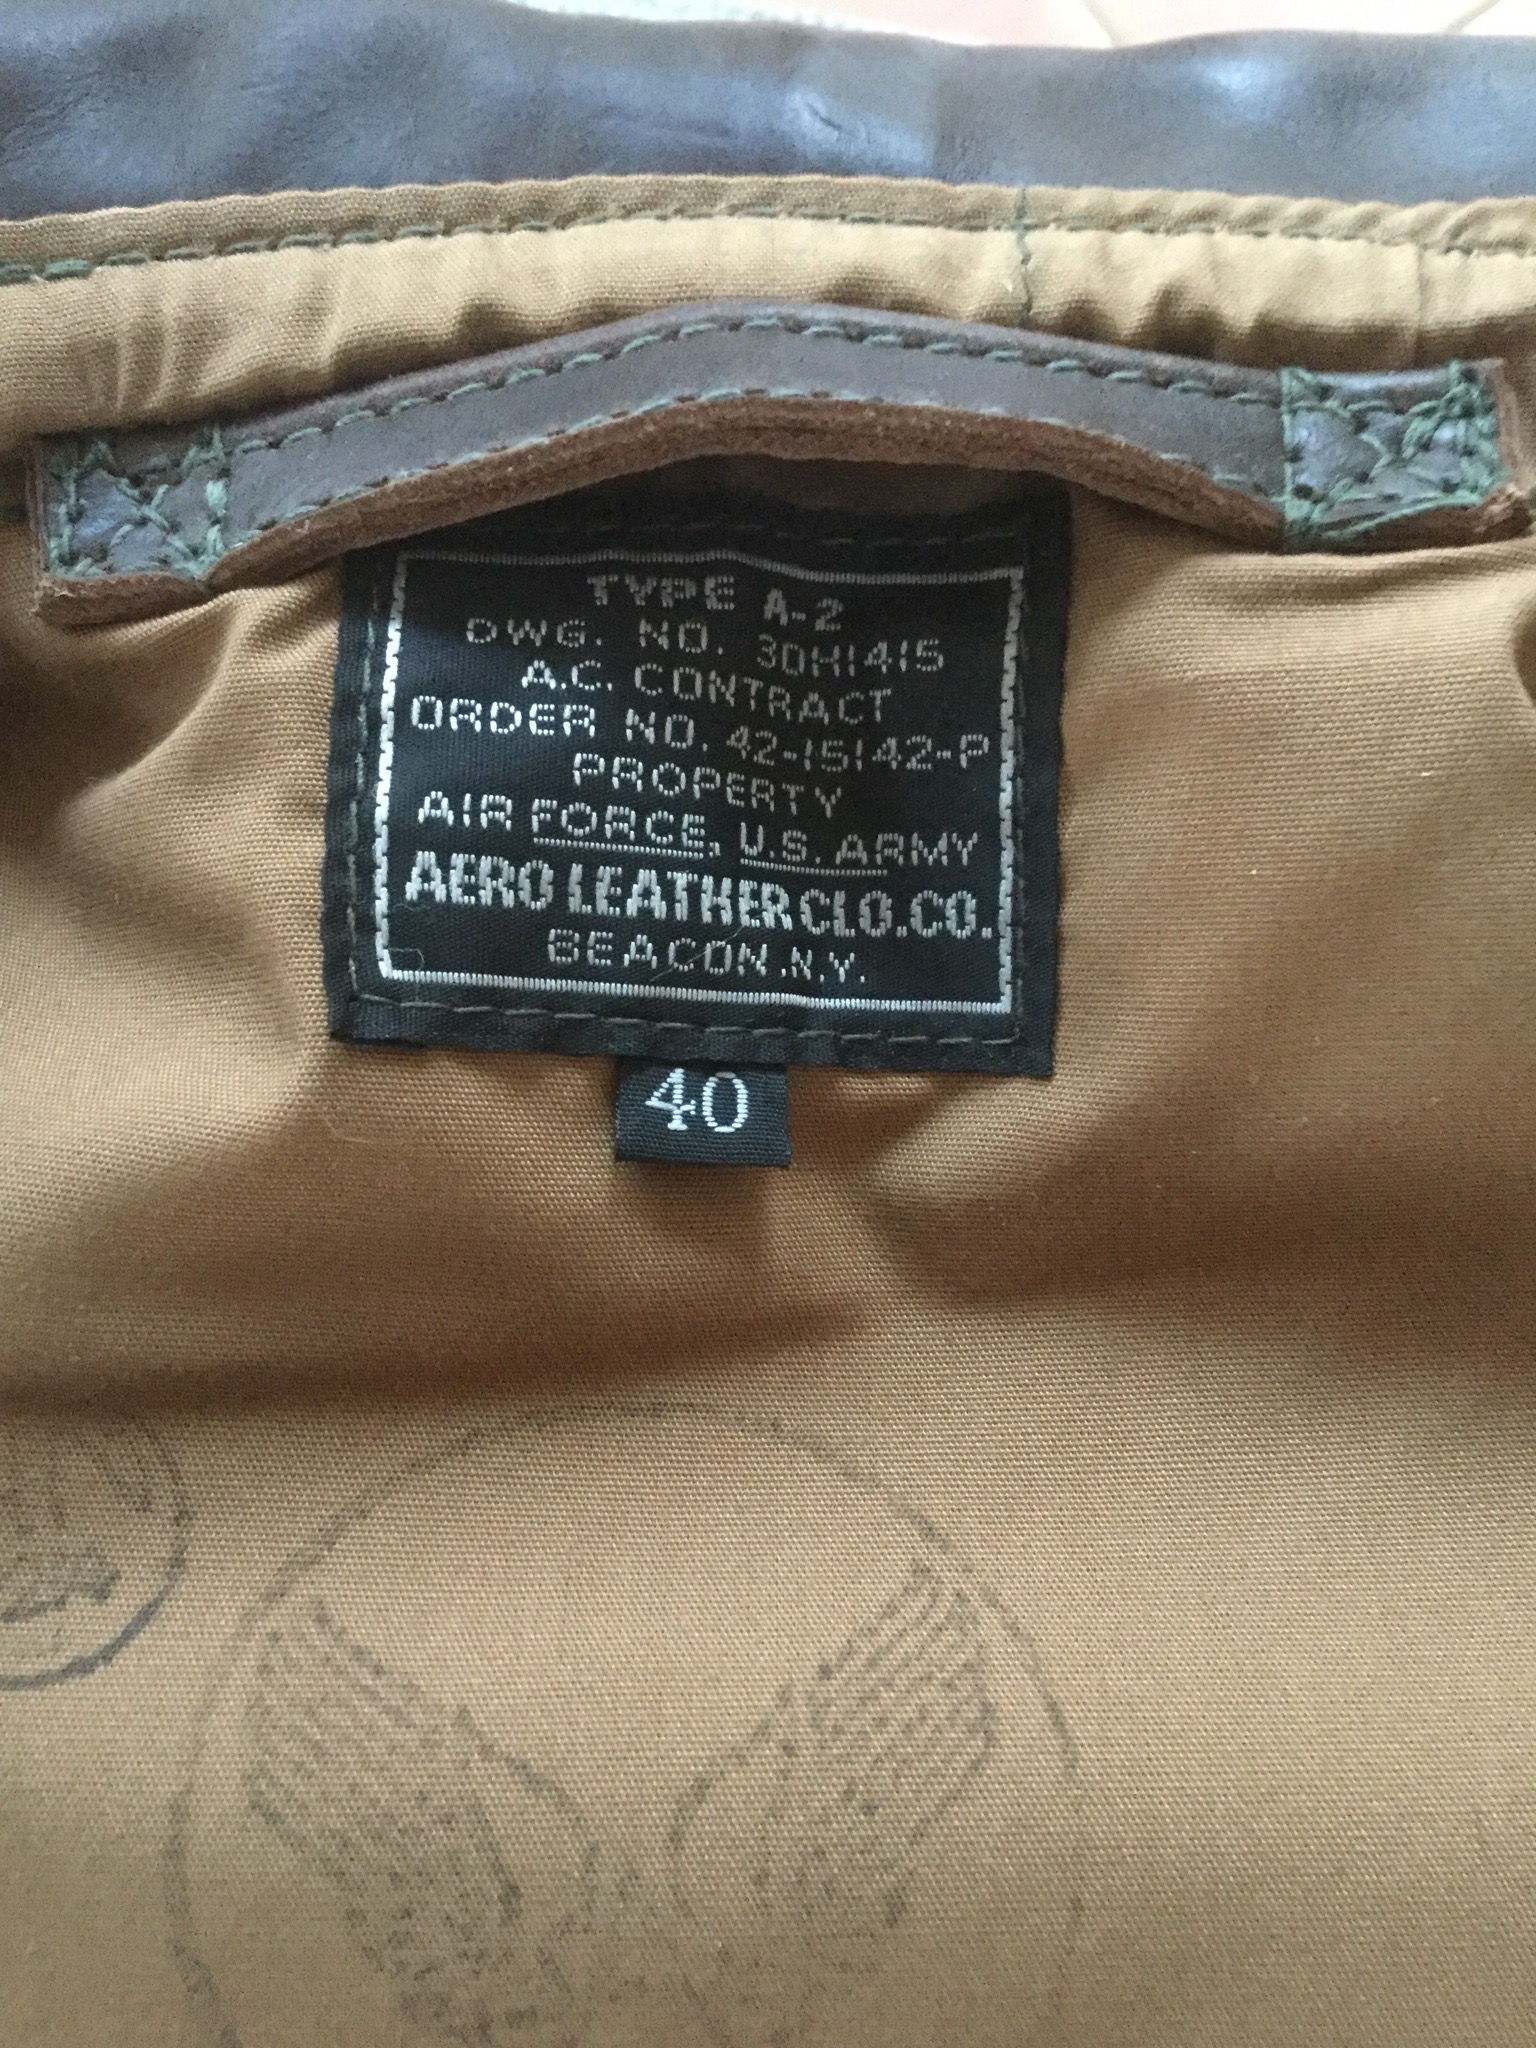 TYPE A-2
DWG. NO. 30H1415
A.C. CONTRACT
ORDER NO. 42-15142-P
PROPERTY
AIR FORCE, U.S. ARMY
AERO LEATHER CLO.CO.
BEACON, N.Y.
40